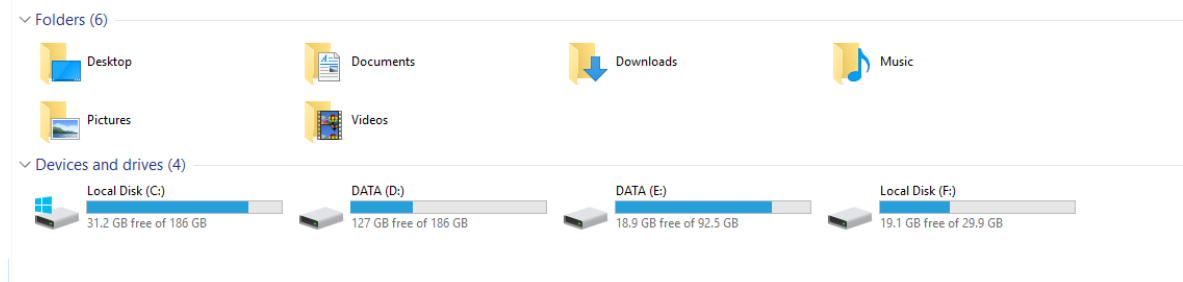 Folders (6)
Desktop
Documents
Downloads
Music
Pictures
Videos
Devices and drives (4)
Local Disk (C:)
31.2 GB free of 186 GB
DATA (D:)
127 GB free of 186 GB
DATA (E:)
18.9 GB free of 92.5 GB
Local Disk (F:)
19.1 GB free of 29.9 GB